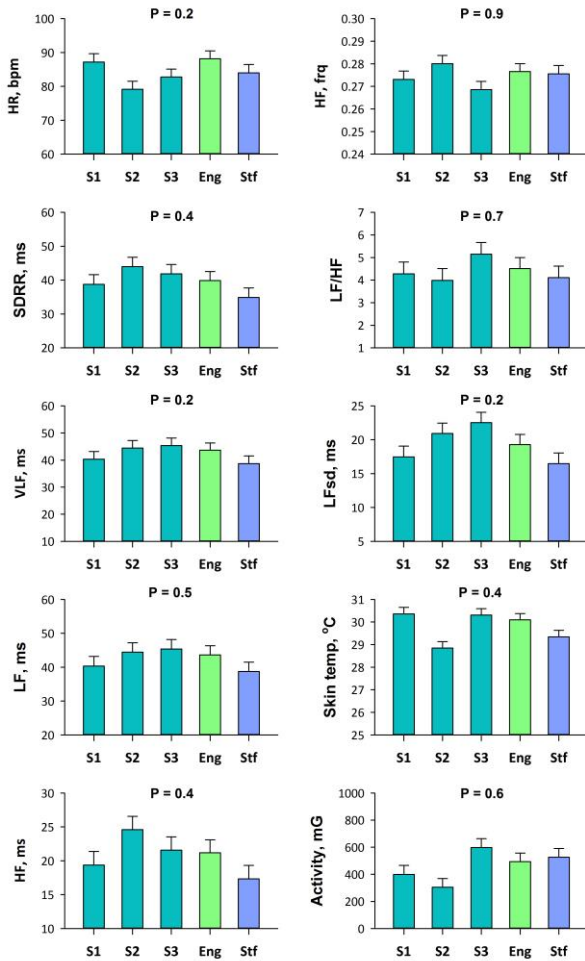 P = 0.2
HR, bpm
100
90
80
70
60
S1 S2 S3 Eng Stf
P = 0.9
HF, frq
0.30
0.29
0.28
0.27
0.26
0.25
0.24
S1 S2 S3 Eng Stf
P = 0.4
SDRR, ms
60
50
40
30
20
S1 S2 S3 Eng Stf
P = 0.7
LF/HF
7
6
5
4
3
2
1
S1 S2 S3 Eng Stf
P = 0.2
VLF, ms
60
50
40
30
20
10
S1 S2 S3 Eng Stf
P = 0.2
LFsd, ms
25
20
15
10
5
S1 S2 S3 Eng Stf
P = 0.5
LF, ms
60
50
40
30
20
S1 S2 S3 Eng Stf
P = 0.4
Skin temp, °C
31
30
29
28
27
26
25
S1 S2 S3 Eng Stf
P = 0.4
HF, ms
30
25
20
15
10
S1 S2 S3 Eng Stf
P = 0.6
Activity, mG
1000
800
600
400
200
0
S1 S2 S3 Eng Stf